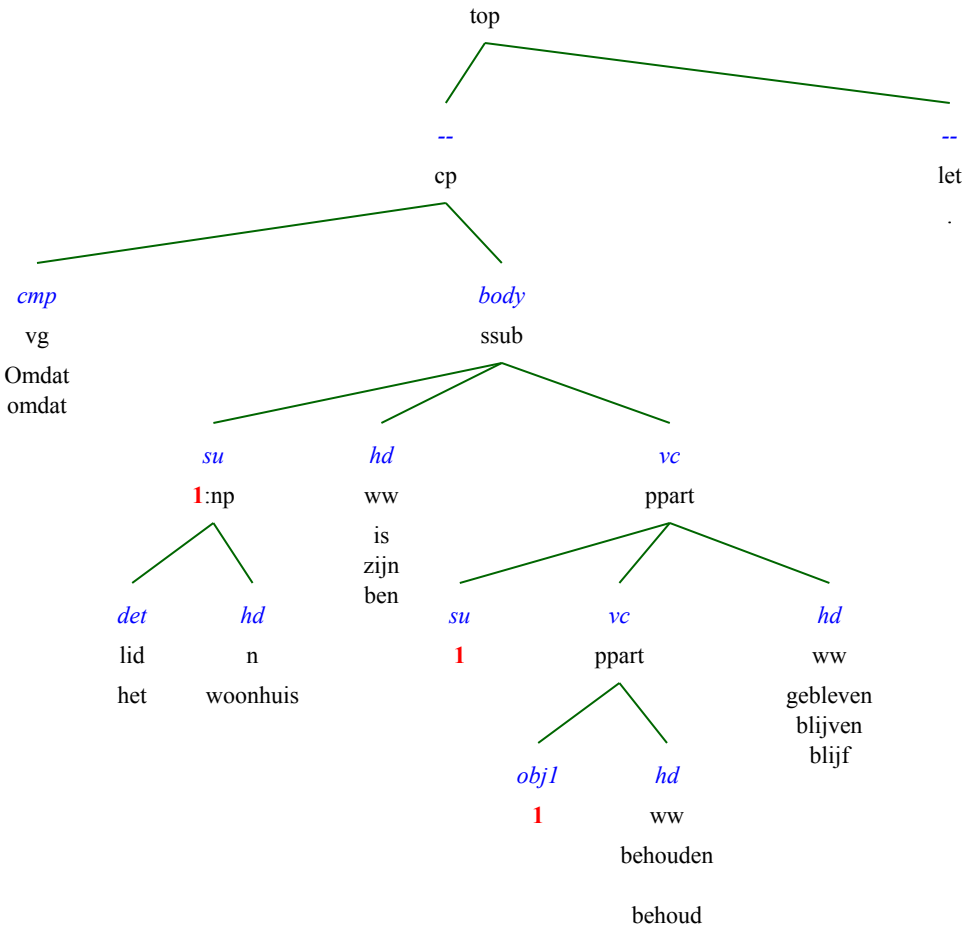 top
-- --
cp let
.
cmp body
vg ssub
Omdat
omdat
su hd vc
1:np ww ppart
is
zijn
ben
det hd su vc hd
lid n 1 ppart ww
het woonhuis gebleven
blijven
blijf
obj1 hd
1 ww
behouden
behoud